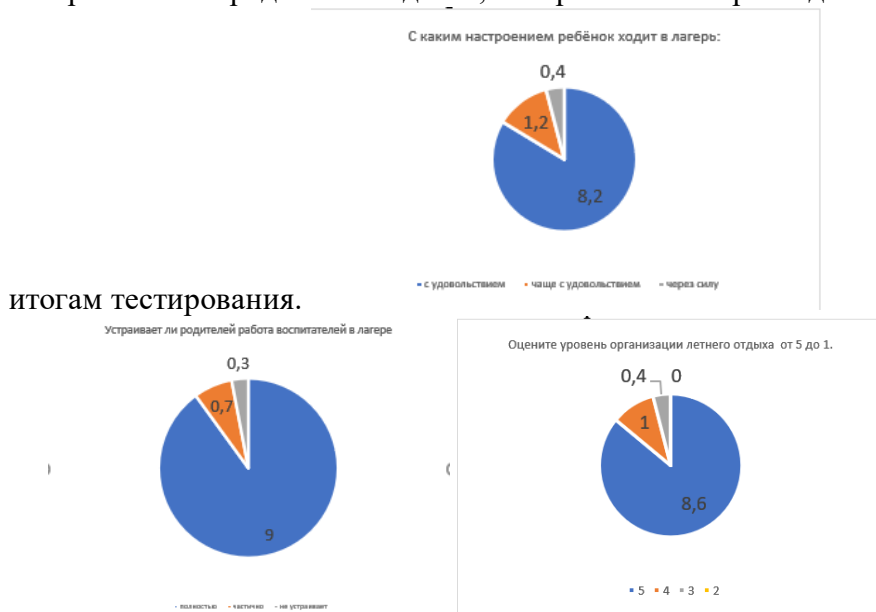 С каким настроением ребёнок ходит в лагерь:
0,4
1,2
8,2
с удовольствием чаще с удовольствием через силу
итогам тестирования.
Устраивает ли родителей работа воспитателей в лагере
0,3
0,7
9
полностью частично не устраивает
Оцените уровень организации летнего отдыха от 5 до 1.
0,4 0
1
8,6
5 4 3 2